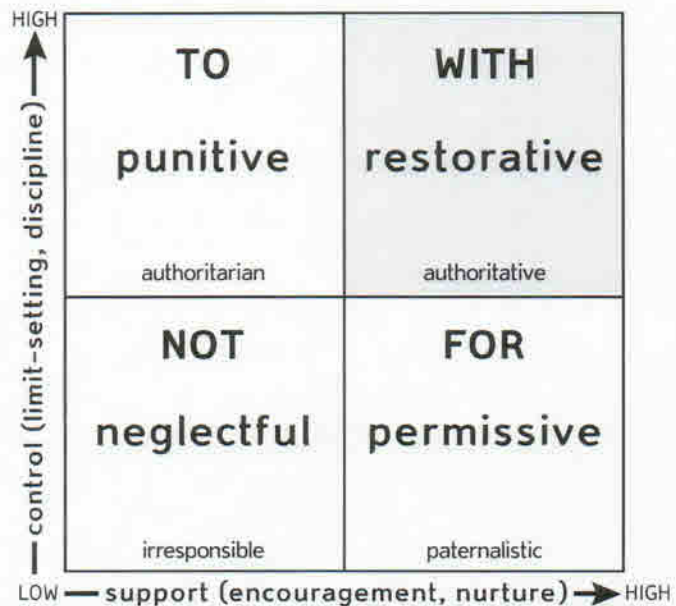 HIGH
control (limit-setting, discipline)
TO
punitive
authoritarian
WITH
restorative
authoritative
NOT
neglectful
irresponsible
FOR
permissive
paternalistic
LOW
support (encouragement, nurture)
HIGH